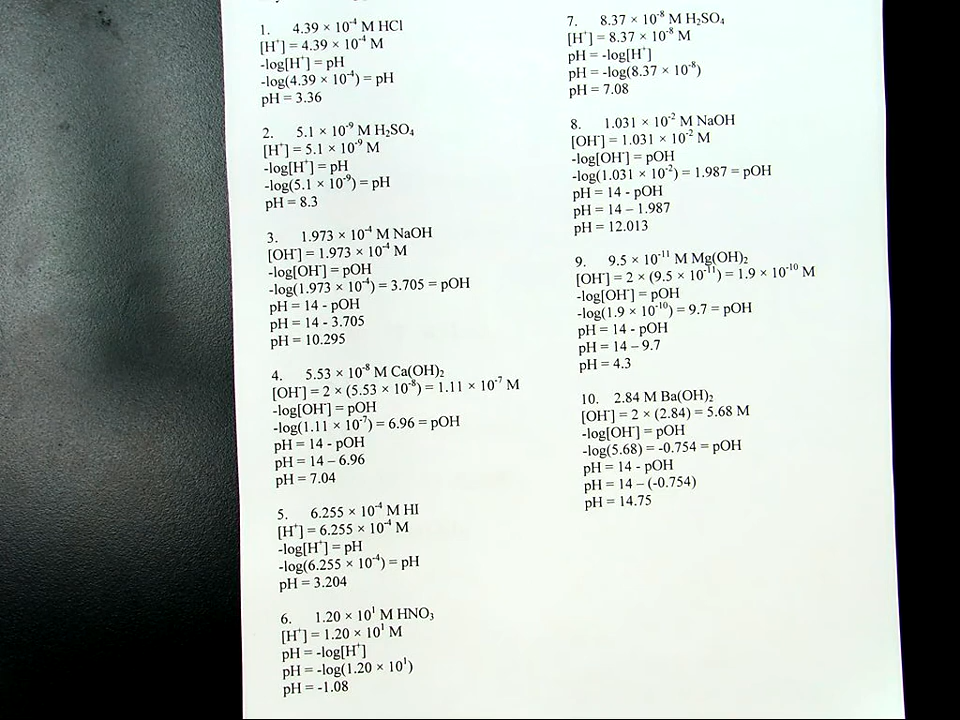 1. 4.39 × 10⁻⁴ M HCl
[H⁺] = 4.39 × 10⁻⁴ M
-log[H⁺] = pH
-log(4.39 × 10⁻⁴) = pH
pH = 3.36
2. 5.1 × 10⁻⁹ M H₂SO₄
[H⁺] = 5.1 × 10⁻⁹ M
-log[H⁺] = pH
-log(5.1 × 10⁻⁹) = pH
pH = 8.3
3. 1.973 × 10⁻⁴ M NaOH
[OH⁻] = 1.973 × 10⁻⁴ M
-log[OH⁻] = pOH
-log(1.973 × 10⁻⁴) = 3.705 = pOH
pH = 14 - pOH
pH = 14 - 3.705
pH = 10.295
4. 5.53 × 10⁻⁸ M Ca(OH)₂
[OH⁻] = 2 × (5.53 × 10⁻⁸) = 1.11 × 10⁻⁷ M
-log[OH⁻] = pOH
-log(1.11 × 10⁻⁷) = 6.96 = pOH
pH = 14 - pOH
pH = 14 – 6.96
pH = 7.04
5. 6.255 × 10⁻⁴ M HI
[H⁺] = 6.255 × 10⁻⁴ M
-log[H⁺] = pH
-log(6.255 × 10⁻⁴) = pH
pH = 3.204
6. 1.20 × 10¹ M HNO₃
[H⁺] = 1.20 × 10¹ M
pH = -log[H⁺]
pH = -log(1.20 × 10¹)
pH = -1.08
7. 8.37 × 10⁻⁸ M H₂SO₄
[H⁺] = 8.37 × 10⁻⁸ M
pH = -log[H⁺]
pH = -log(8.37 × 10⁻⁸)
pH = 7.08
8. 1.031 × 10⁻² M NaOH
[OH⁻] = 1.031 × 10⁻² M
-log[OH⁻] = pOH
-log(1.031 × 10⁻²) = 1.987 = pOH
pH = 14 - pOH
pH = 14 – 1.987
pH = 12.013
9. 9.5 × 10⁻¹¹ M Mg(OH)₂
[OH⁻] = 2 × (9.5 × 10⁻¹¹) = 1.9 × 10⁻¹⁰ M
-log[OH⁻] = pOH
-log(1.9 × 10⁻¹⁰) = 9.7 = pOH
pH = 14 - pOH
pH = 14 – 9.7
pH = 4.3
10. 2.84 M Ba(OH)₂
[OH⁻] = 2 × (2.84) = 5.68 M
-log[OH⁻] = pOH
-log(5.68) = -0.754 = pOH
pH = 14 - pOH
pH = 14 – (-0.754)
pH = 14.75